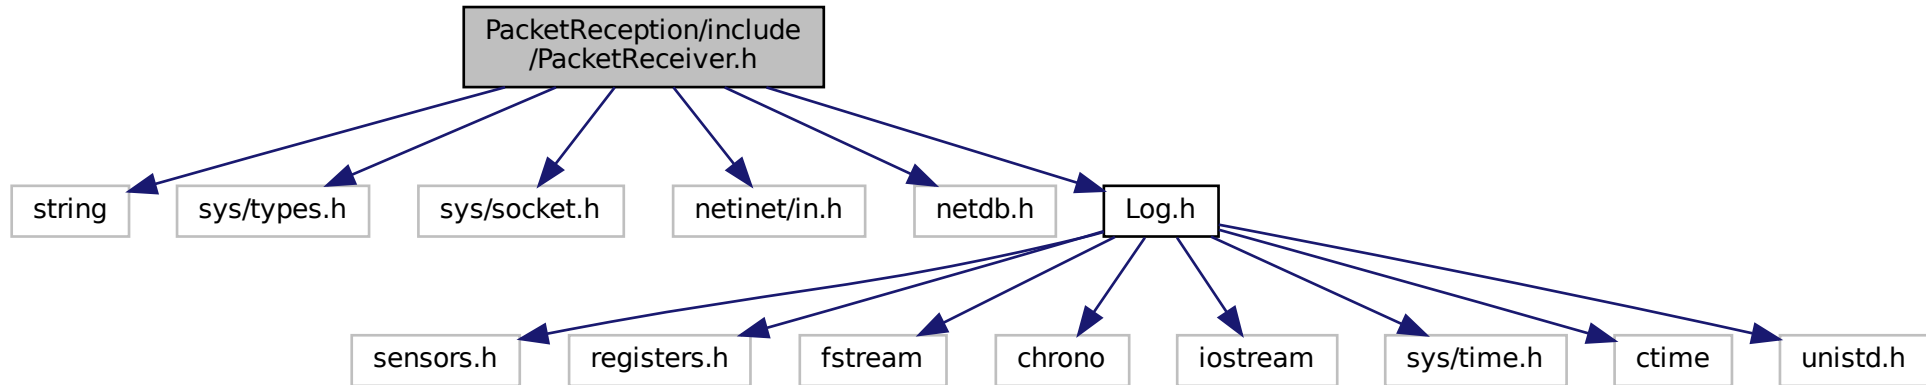 PacketReception/include
/PacketReceiver.h
string
sys/types.h
sys/socket.h
netinet/in.h
netdb.h
Log.h
sensors.h
registers.h
fstream
chrono
iostream
sys/time.h
ctime
unistd.h